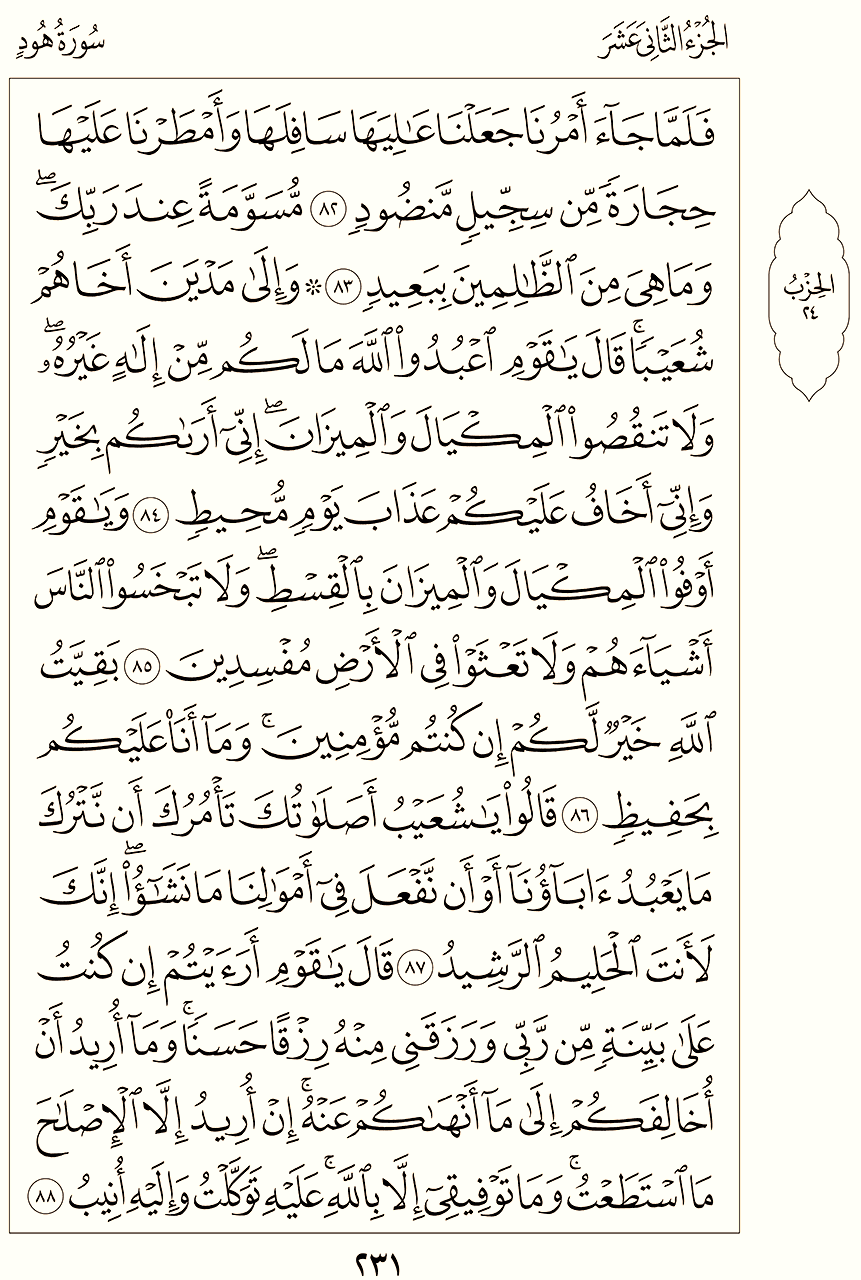 الجُزْءُ الثَّانِي عَشَرَ
سُورَةُ هُودٍ
فَلَمَّا جَآءَ أَمْرُنَا جَعَلْنَا عَٰلِيَهَا سَافِلَهَا وَأَمْطَرْنَا عَلَيْهَا
حِجَارَةً مِّن سِجِّيلٍ مَّنضُودٍ ٨٢ مُّسَوَّمَةً عِندَ رَبِّكَۖ
وَمَا هِىَ مِنَ ٱلظَّٰلِمِينَ بِبَعِيدٍ ٨٣ ۞ وَإِلَىٰ مَدْيَنَ أَخَاهُمْ
شُعَيْبًاۚ قَالَ يَٰقَوْمِ ٱعْبُدُوا۟ ٱللَّهَ مَا لَكُم مِّنْ إِلَٰهٍ غَيْرُهُۥۖ
وَلَا تَنقُصُوا۟ ٱلْمِكْيَالَ وَٱلْمِيزَانَۖ إِنِّىٓ أَرَىٰكُم بِخَيْرٍ
وَإِنِّىٓ أَخَافُ عَلَيْكُمْ عَذَابَ يَوْمٍ مُّحِيطٍ ٨٤ وَيَٰقَوْمِ
أَوْفُوا۟ ٱلْمِكْيَالَ وَٱلْمِيزَانَ بِٱلْقِسْطِۖ وَلَا تَبْخَسُوا۟ ٱلنَّاسَ
أَشْيَآءَهُمْ وَلَا تَعْثَوْا۟ فِى ٱلْأَرْضِ مُفْسِدِينَ ٨٥ بَقِيَّتُ
ٱللَّهِ خَيْرٌ لَّكُمْ إِن كُنتُم مُّؤْمِنِينَۚ وَمَآ أَنَا۠ عَلَيْكُم
بِحَفِيظٍ ٨٦ قَالُوا۟ يَٰشُعَيْبُ أَصَلَوٰتُكَ تَأْمُرُكَ أَن نَّتْرُكَ
مَا يَعْبُدُ ءَابَآؤُنَآ أَوْ أَن نَّفْعَلَ فِىٓ أَمْوَٰلِنَا مَا نَشَٰٓؤُا۟ۖ إِنَّكَ
لَأَنتَ ٱلْحَلِيمُ ٱلرَّشِيدُ ٨٧ قَالَ يَٰقَوْمِ أَرَءَيْتُمْ إِن كُنتُ
عَلَىٰ بَيِّنَةٍ مِّن رَّبِّى وَرَزَقَنِى مِنْهُ رِزْقًا حَسَنًاۚ وَمَآ أُرِيدُ أَنْ
أُخَالِفَكُمْ إِلَىٰ مَآ أَنْهَىٰكُمْ عَنْهُۚ إِنْ أُرِيدُ إِلَّا ٱلْإِصْلَٰحَ
مَا ٱسْتَطَعْتُۚ وَمَا تَوْفِيقِىٓ إِلَّا بِٱللَّهِۚ عَلَيْهِ تَوَكَّلْتُ وَإِلَيْهِ أُنِيبُ ٨٨
الحِزْبُ
٢٤
٢٣١